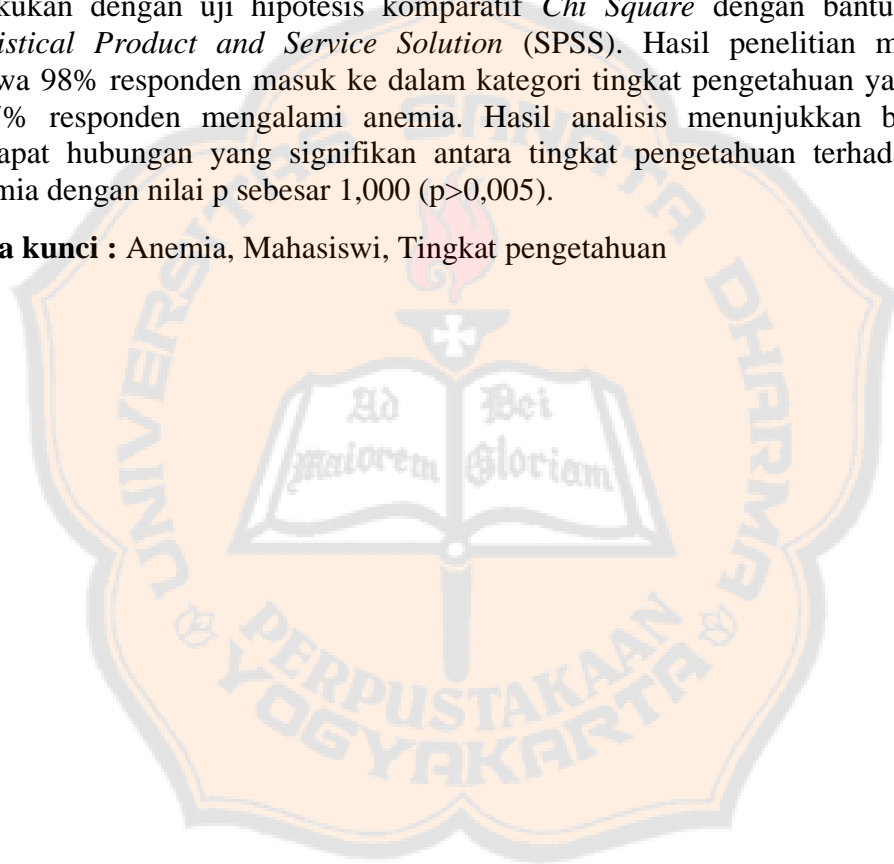 kukan dengan uji hipotesis komparatif Chi Square dengan bantu
istical Product and Service Solution (SPSS). Hasil penelitian m
wa 98% responden masuk ke dalam kategori tingkat pengetahuan ya
% responden mengalami anemia. Hasil analisis menunjukkan b
apat hubungan yang signifikan antara tingkat pengetahuan terhada
mia dengan nilai p sebesar 1,000 (p>0,005).
a kunci : Anemia, Mahasiswi, Tingkat pengetahuan
UNIVERSITAS SANATA DHARMA
Ad Dei
Maiorem Gloriam
PERPUSTAKAAN
YOGYAKARTA